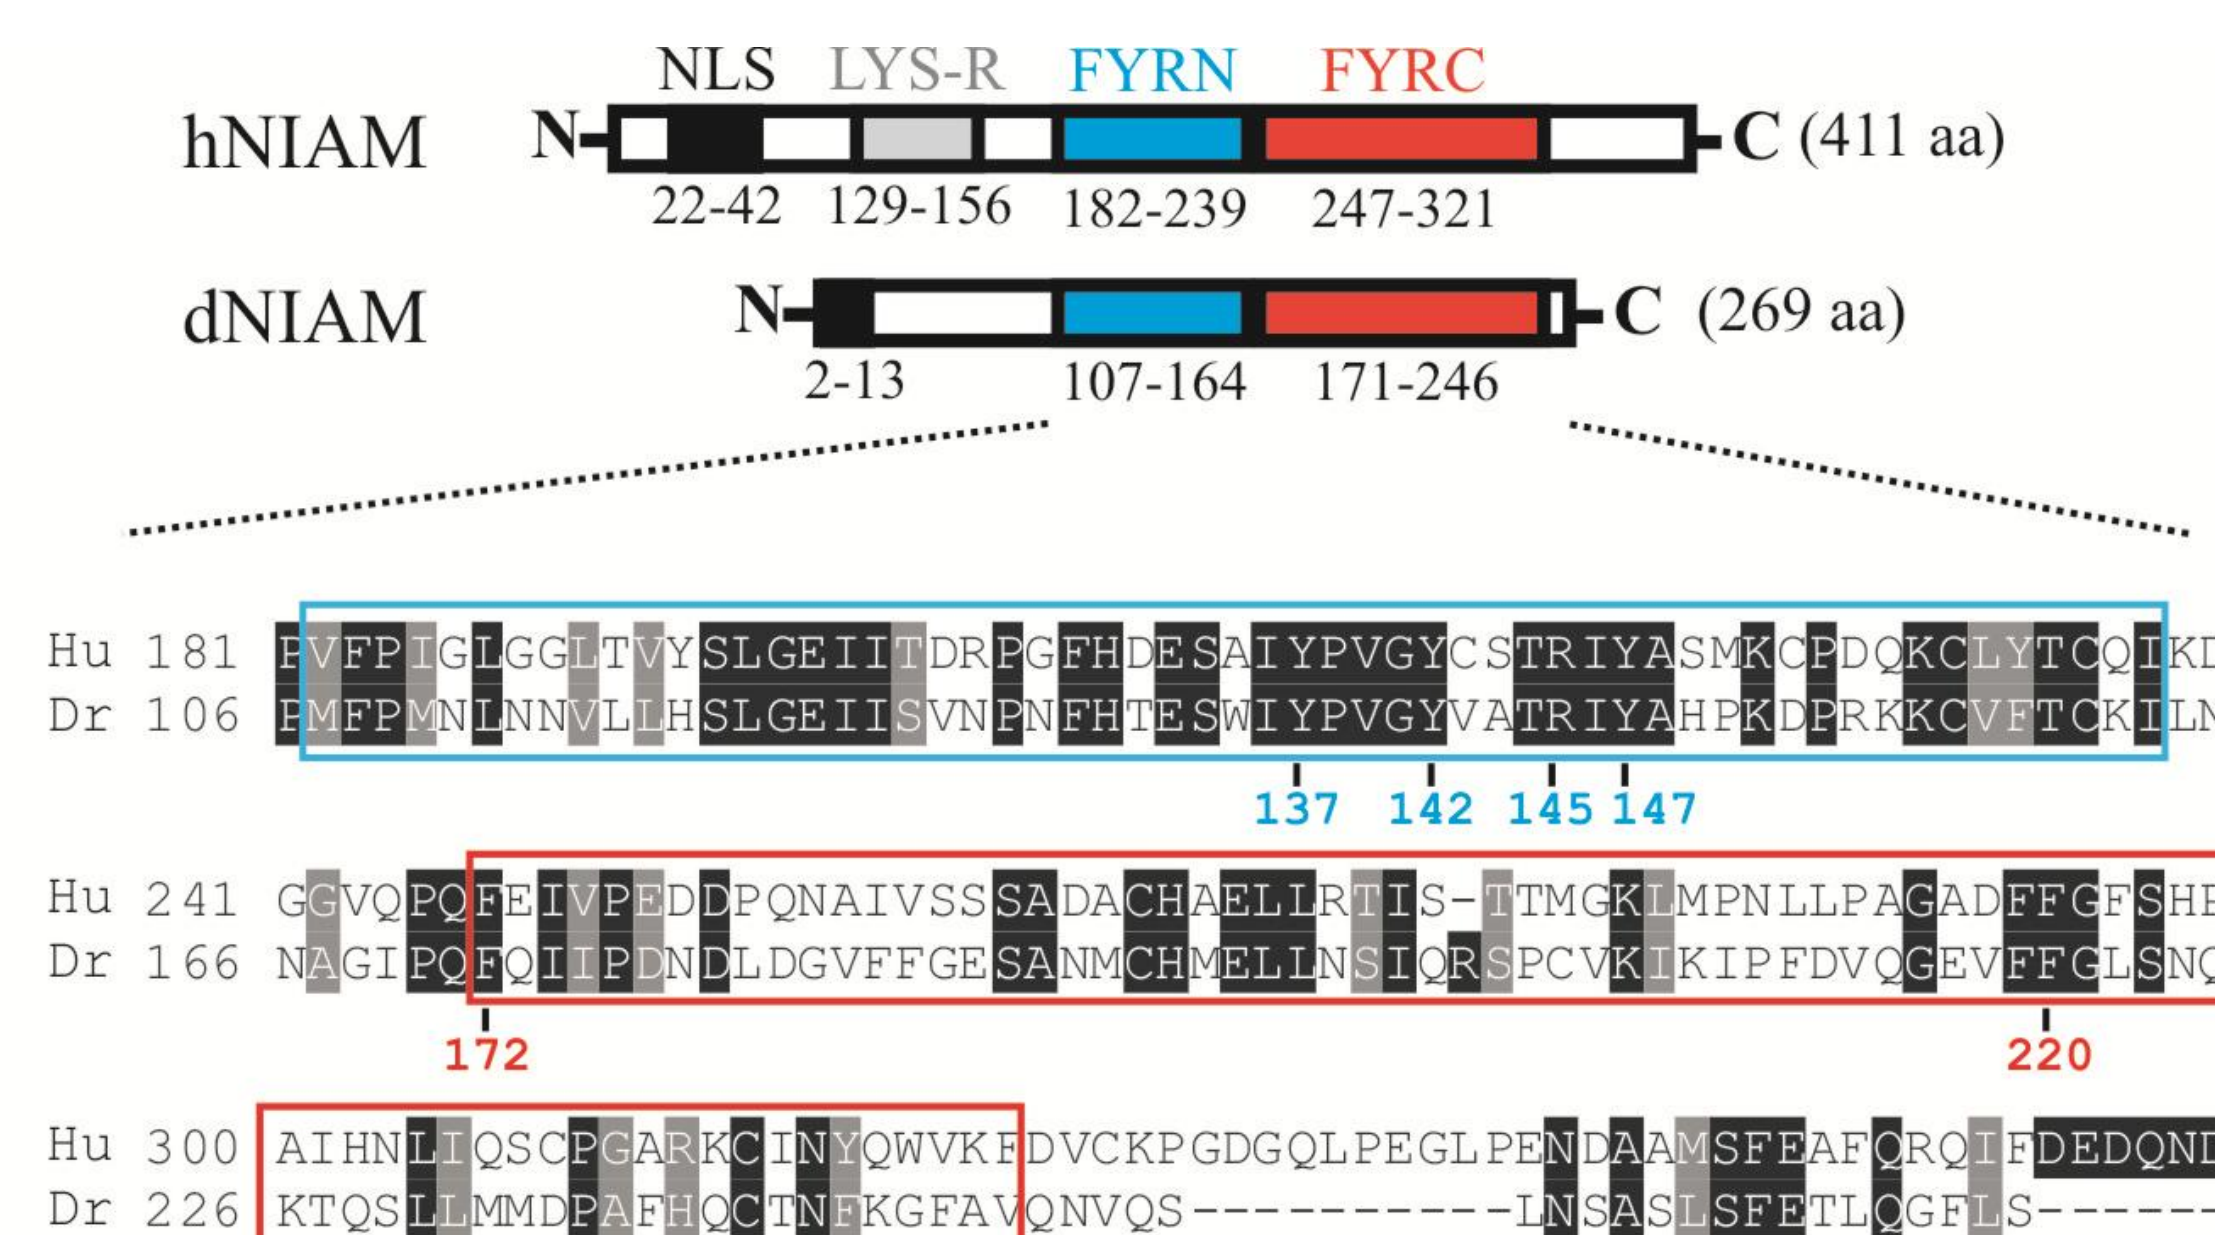 NLS LYS-R FYRN FYRC
hNIAM N C (411 aa)
22-42 129-156 182-239 247-321
dNIAM N C (269 aa)
2-13 107-164 171-246
Hu 181 PVFPIGLGGLTVYSLGEIITDRPGFHDESAIYPVGYCSTRIYASMKCPDQKCLYTCQIKD
Dr 106 PMFPMNLNNVLLHSLGEIISVNPNFHTESWIYPVGYVATRIYAHPKDPRKKCVFTCKILN
137 142 145 147
Hu 241 GGVQPQFEIVPEDDPQNAIVSSSADACHAELLRTIS-TTMGKLMPNLLPAGADFFGFSHP
Dr 166 NAGIPQFQIIPDNDLDGVFFGESANMCHMELLNSIQRSPCVKIKIPFDVQGEVFFGLSNQ
172 220
Hu 300 AIHNLIQSCPGARKCINYQWVKFDVCKPGDGQLPEGLPENDAAMSFEAFQRQIFDEDQND
Dr 226 KTQSLLMMDPAFHQCTNFKGFAVQNVQS----------LNSASLSFETLQGFLS------